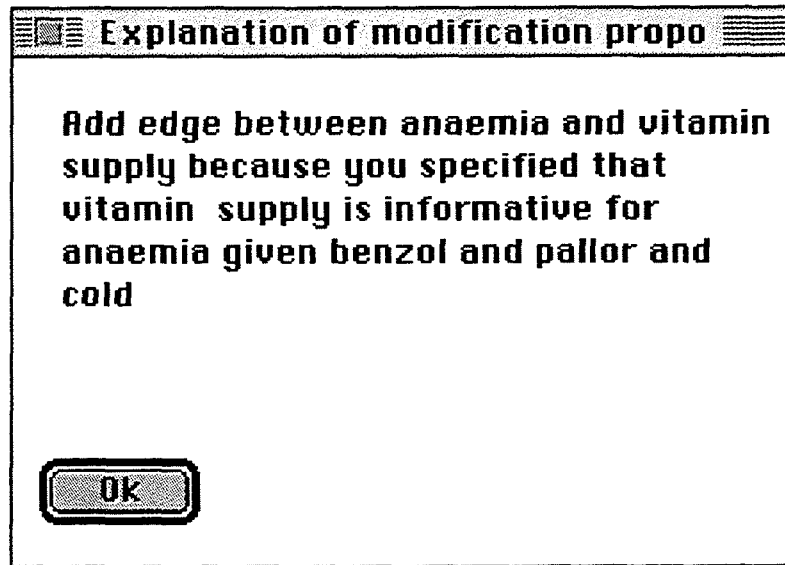 Explanation of modification propo
Add edge between anaemia and vitamin
supply because you specified that
vitamin supply is informative for
anaemia given benzol and pallor and
cold
Ok